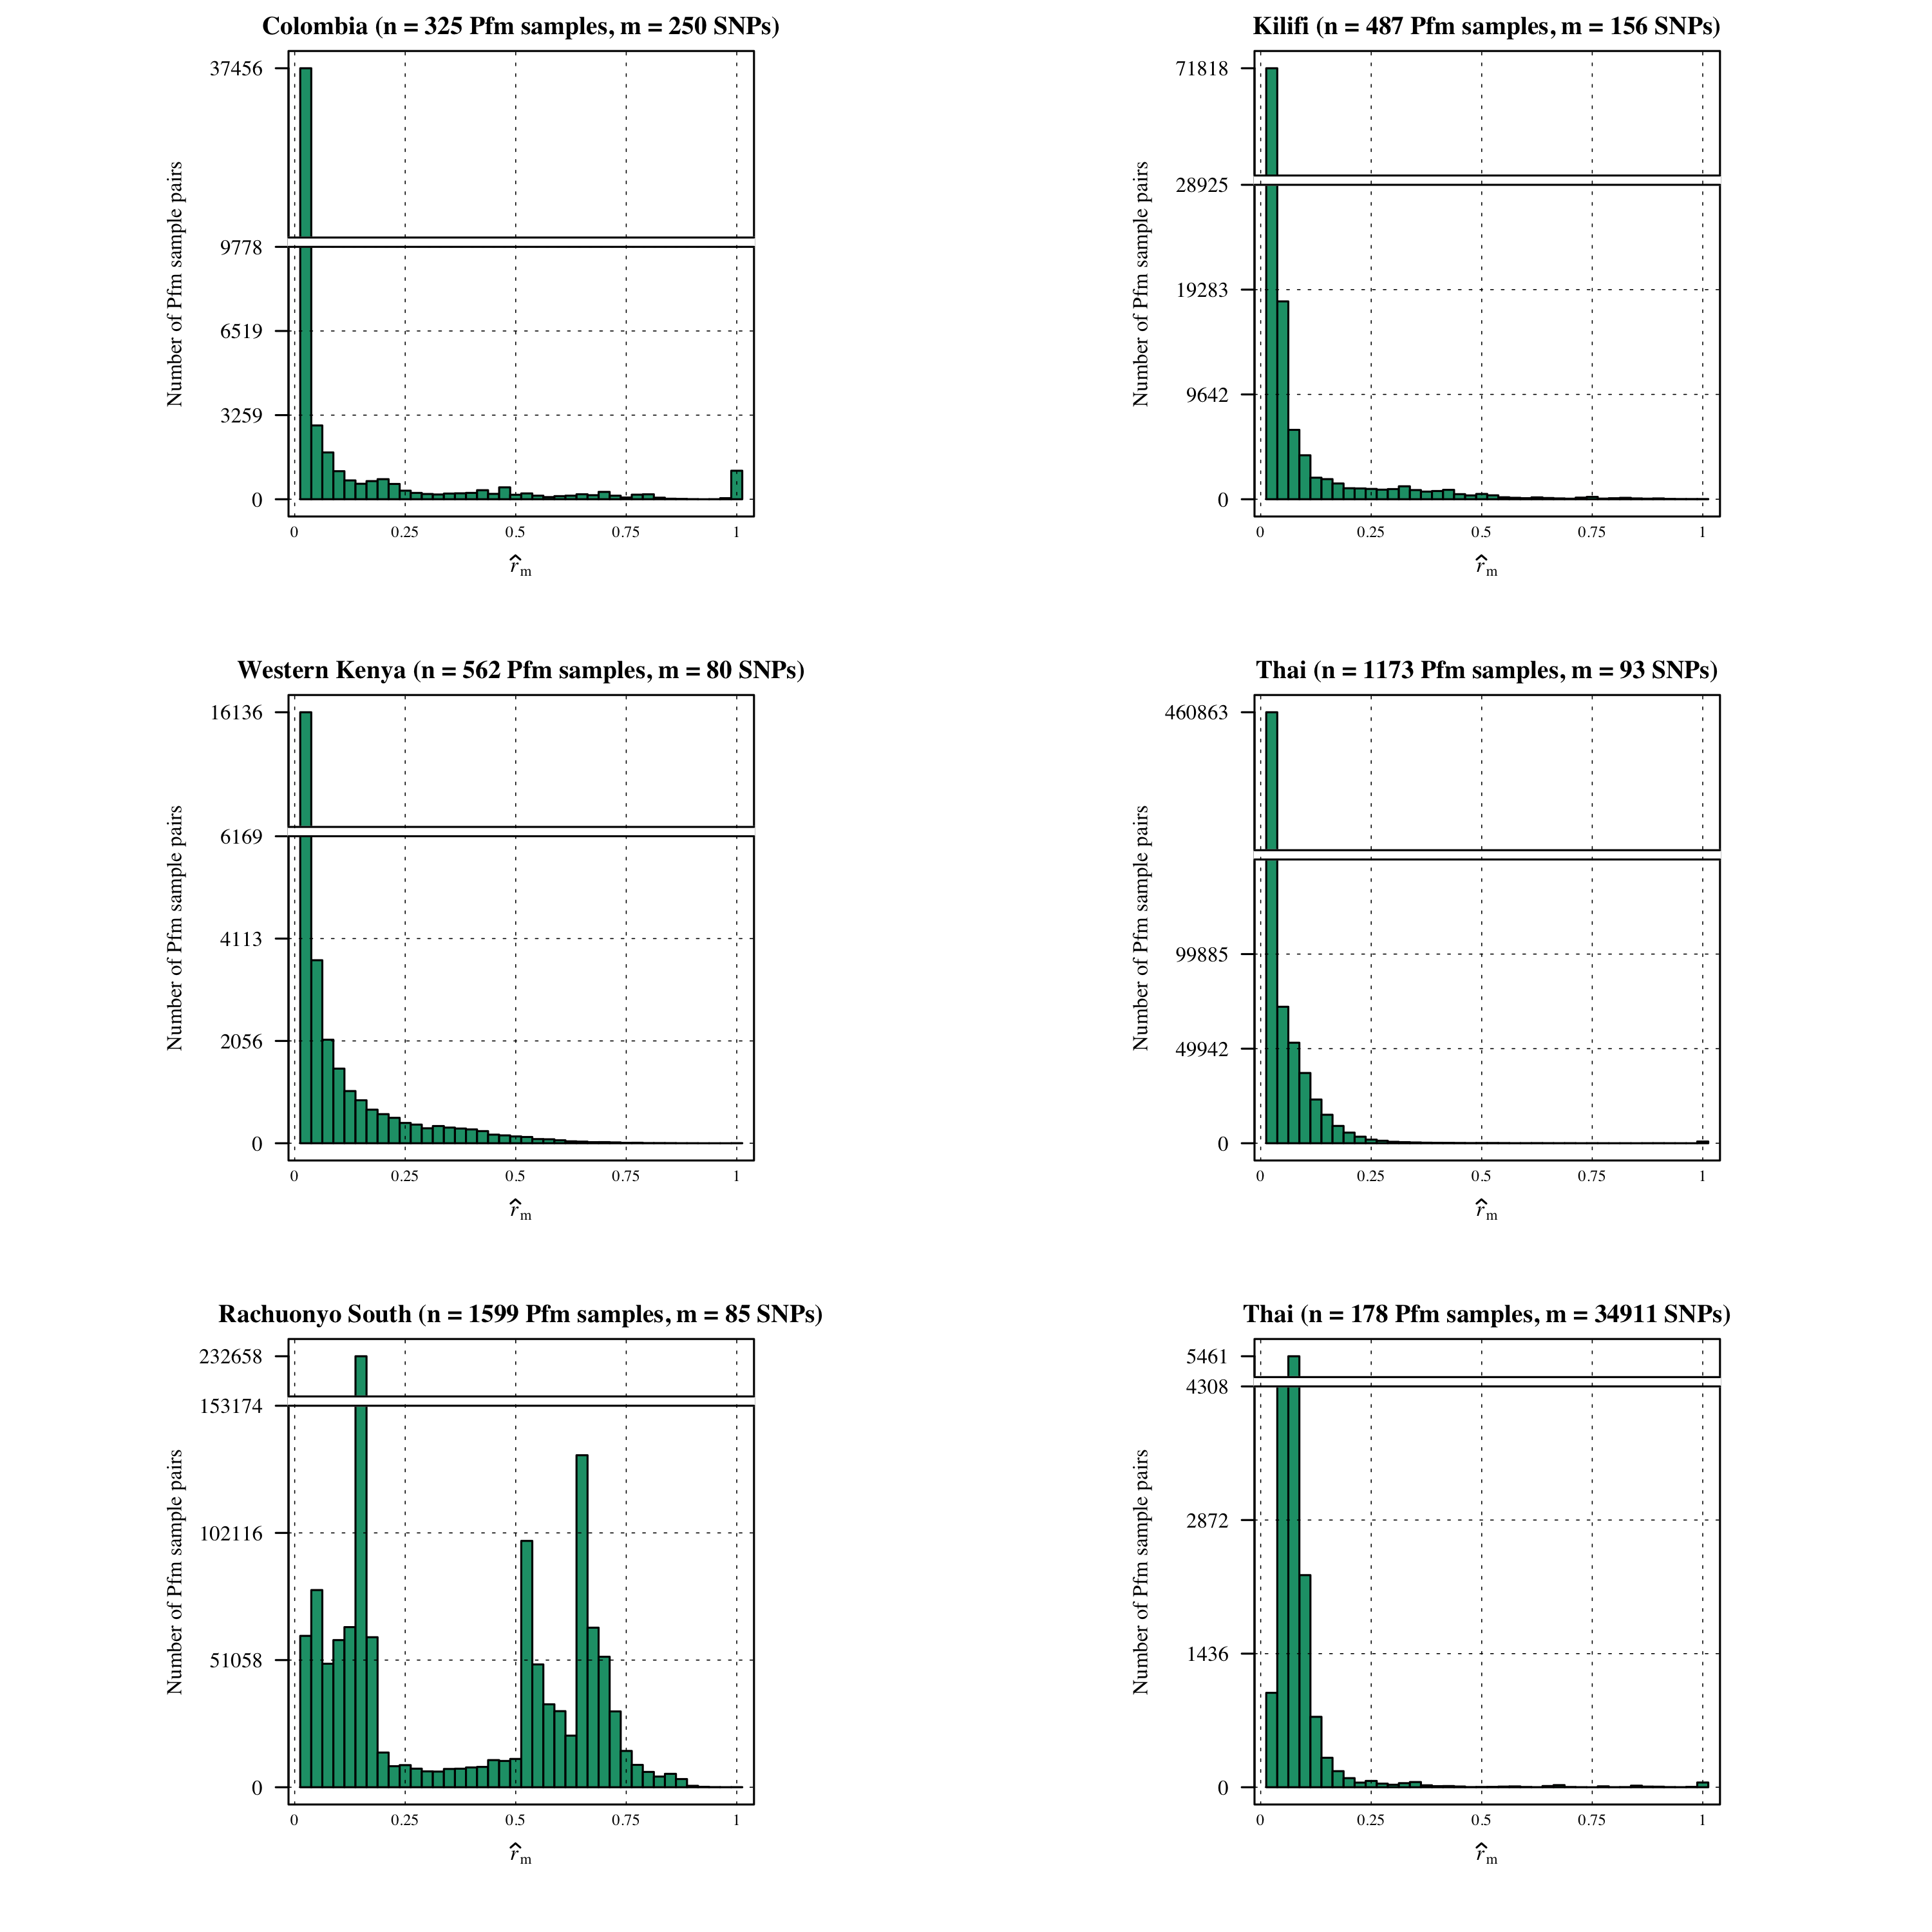 Colombia (n = 325 Pfm samples, m = 250 SNPs)
37456
9778
6519
3259
0
Number of Pfm sample pairs
0 0.25 0.5 0.75 1
r̂m
Kilifi (n = 487 Pfm samples, m = 156 SNPs)
71818
28925
19283
9642
0
Number of Pfm sample pairs
0 0.25 0.5 0.75 1
r̂m
Western Kenya (n = 562 Pfm samples, m = 80 SNPs)
16136
6169
4113
2056
0
Number of Pfm sample pairs
0 0.25 0.5 0.75 1
r̂m
Thai (n = 1173 Pfm samples, m = 93 SNPs)
460863
99885
49942
0
Number of Pfm sample pairs
0 0.25 0.5 0.75 1
r̂m
Rachuonyo South (n = 1599 Pfm samples, m = 85 SNPs)
232658
153174
102116
51058
0
Number of Pfm sample pairs
0 0.25 0.5 0.75 1
r̂m
Thai (n = 178 Pfm samples, m = 34911 SNPs)
5461
4308
2872
1436
0
Number of Pfm sample pairs
0 0.25 0.5 0.75 1
r̂m